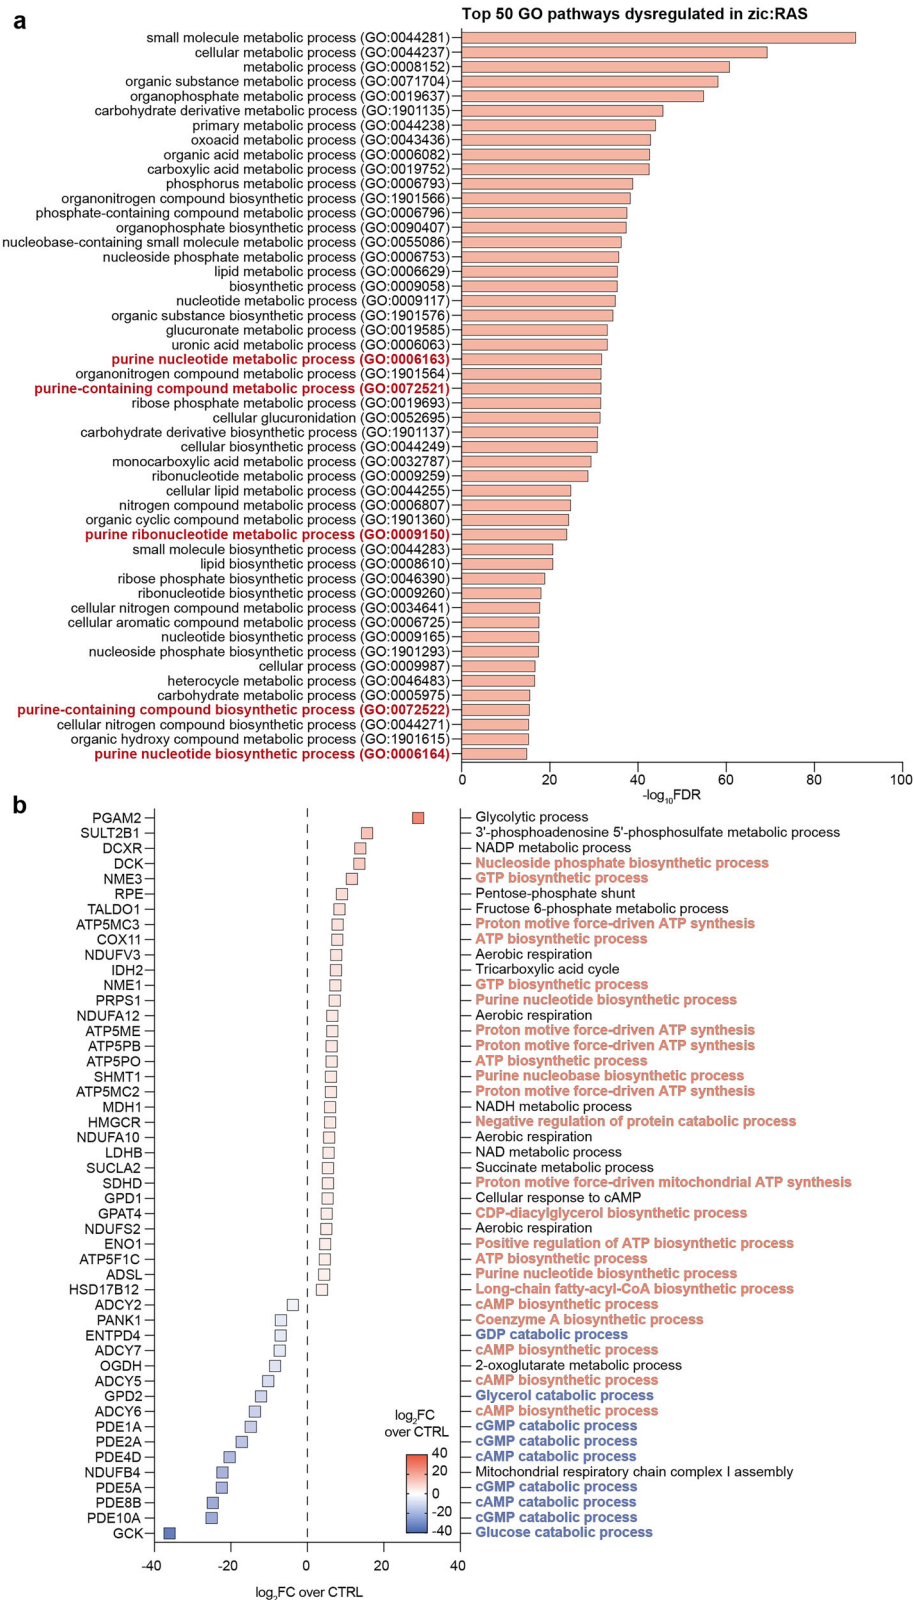 a
Top 50 GO pathways dysregulated in zic:RAS
small molecule metabolic process (GO:0044281)
cellular metabolic process (GO:0044237)
metabolic process (GO:0008152)
organic substance metabolic process (GO:0071704)
organophosphate metabolic process (GO:0019637)
carbohydrate derivative metabolic process (GO:1901135)
primary metabolic process (GO:0044238)
oxoacid metabolic process (GO:0043436)
organic acid metabolic process (GO:0006082)
carboxylic acid metabolic process (GO:0019752)
phosphorus metabolic process (GO:0006793)
organonitrogen compound biosynthetic process (GO:1901566)
phosphate-containing compound metabolic process (GO:0006796)
organophosphate biosynthetic process (GO:0090407)
nucleobase-containing small molecule metabolic process (GO:0055086)
nucleoside phosphate metabolic process (GO:0006753)
lipid metabolic process (GO:0006629)
biosynthetic process (GO:0009058)
nucleotide metabolic process (GO:0009117)
organic substance biosynthetic process (GO:1901576)
glucuronate metabolic process (GO:0019585)
uronic acid metabolic process (GO:0006063)
purine nucleotide metabolic process (GO:0006163)
organonitrogen compound metabolic process (GO:1901564)
purine-containing compound metabolic process (GO:0072521)
ribose phosphate metabolic process (GO:0019693)
cellular glucuronidation (GO:0052695)
carbohydrate derivative biosynthetic process (GO:1901137)
cellular biosynthetic process (GO:0044249)
monocarboxylic acid metabolic process (GO:0032787)
ribonucleotide metabolic process (GO:0009259)
cellular lipid metabolic process (GO:0044255)
nitrogen compound metabolic process (GO:0006807)
organic cyclic compound metabolic process (GO:1901360)
purine ribonucleotide metabolic process (GO:0009150)
small molecule biosynthetic process (GO:0044283)
lipid biosynthetic process (GO:0008610)
ribose phosphate biosynthetic process (GO:0046390)
ribonucleotide biosynthetic process (GO:0009260)
cellular nitrogen compound metabolic process (GO:0034641)
cellular aromatic compound metabolic process (GO:0006725)
nucleotide biosynthetic process (GO:0009165)
nucleoside phosphate biosynthetic process (GO:1901293)
cellular process (GO:0009987)
heterocycle metabolic process (GO:0046483)
carbohydrate metabolic process (GO:0005975)
purine-containing compound biosynthetic process (GO:0072522)
cellular nitrogen compound biosynthetic process (GO:0044271)
organic hydroxy compound metabolic process (GO:1901615)
purine nucleotide biosynthetic process (GO:0006164)
0 20 40 60 80 100
-log10FDR
b
PGAM2 Glycolytic process
SULT2B1 3'-phosphoadenosine 5'-phosphosulfate metabolic process
DCXR NADP metabolic process
DCK Nucleoside phosphate biosynthetic process
NME3 GTP biosynthetic process
RPE Pentose-phosphate shunt
TALDO1 Fructose 6-phosphate metabolic process
ATP5MC3 Proton motive force-driven ATP synthesis
COX11 ATP biosynthetic process
NDUFV3 Aerobic respiration
IDH2 Tricarboxylic acid cycle
NME1 GTP biosynthetic process
PRPS1 Purine nucleotide biosynthetic process
NDUFA12 Aerobic respiration
ATP5ME Proton motive force-driven ATP synthesis
ATP5PB Proton motive force-driven ATP synthesis
ATP5PO ATP biosynthetic process
SHMT1 Purine nucleobase biosynthetic process
ATP5MC2 Proton motive force-driven ATP synthesis
MDH1 NADH metabolic process
HMGCR Negative regulation of protein catabolic process
NDUFA10 Aerobic respiration
LDHB NAD metabolic process
SUCLA2 Succinate metabolic process
SDHD Proton motive force-driven mitochondrial ATP synthesis
GPD1 Cellular response to cAMP
GPAT4 CDP-diacylglycerol biosynthetic process
NDUFS2 Aerobic respiration
ENO1 Positive regulation of ATP biosynthetic process
ATP5F1C ATP biosynthetic process
ADSL Purine nucleotide biosynthetic process
HSD17B12 Long-chain fatty-acyl-CoA biosynthetic process
ADCY2 cAMP biosynthetic process
PANK1 Coenzyme A biosynthetic process
ENTPD4 GDP catabolic process
ADCY7 cAMP biosynthetic process
OGDH 2-oxoglutarate metabolic process
ADCY5 cAMP biosynthetic process
GPD2 Glycerol catabolic process
ADCY6 cAMP biosynthetic process
PDE1A cGMP catabolic process
PDE2A cGMP catabolic process
PDE4D cAMP catabolic process
NDUFB4 Mitochondrial respiratory chain complex I assembly
PDE5A cGMP catabolic process
PDE8B cAMP catabolic process
PDE10A cGMP catabolic process
GCK Glucose catabolic process
log2FC
over CTRL
40
20
0
-20
-40
-40 -20 0 20 40
log2FC over CTRL